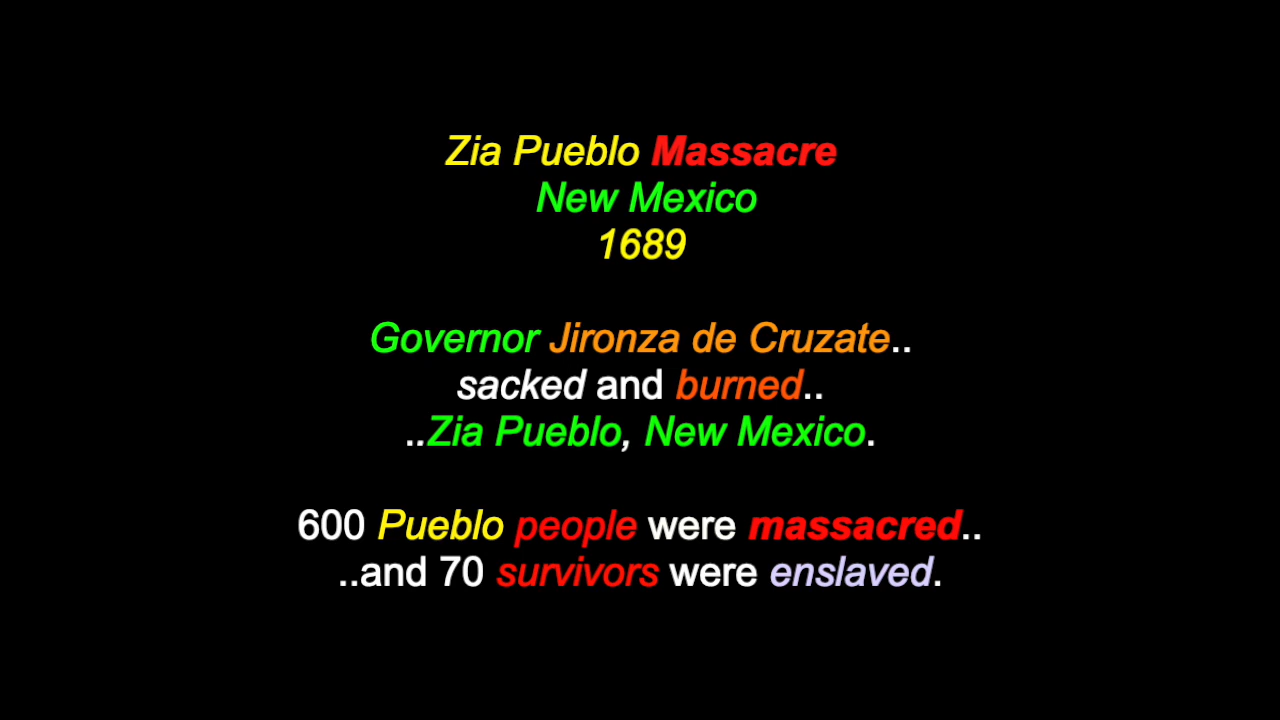 Zia Pueblo Massacre
New Mexico
1689
Governor Jironza de Cruzate..
sacked and burned..
..Zia Pueblo, New Mexico.
600 Pueblo people were massacred..
..and 70 survivors were enslaved.